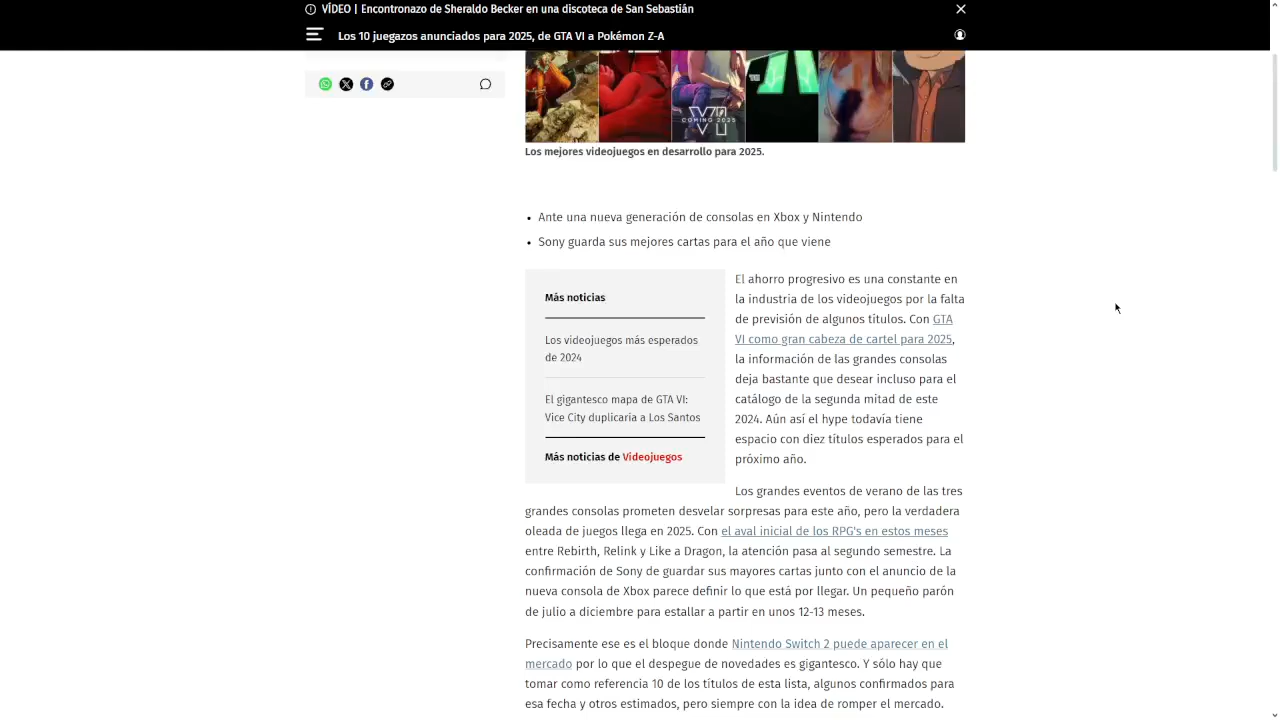 VÍDEO | Encontronazo de Sheraldo Becker en una discoteca de San Sebastián
Los 10 juegazos anunciados para 2025, de GTA VI a Pokémon Z-A
VI
COMING 2025
Los mejores videojuegos en desarrollo para 2025.
Ante una nueva generación de consolas en Xbox y Nintendo
Sony guarda sus mejores cartas para el año que viene
Más noticias
Los videojuegos más esperados
de 2024
El gigantesco mapa de GTA VI:
Vice City duplicaría a Los Santos
Más noticias de Videojuegos
El ahorro progresivo es una constante en
la industria de los videojuegos por la falta
de previsión de algunos títulos. Con GTA
VI como gran cabeza de cartel para 2025,
la información de las grandes consolas
deja bastante que desear incluso para el
catálogo de la segunda mitad de este
2024. Aún así el hype todavía tiene
espacio con diez títulos esperados para el
próximo año.
Los grandes eventos de verano de las tres
grandes consolas prometen desvelar sorpresas para este año, pero la verdadera
oleada de juegos llega en 2025. Con el aval inicial de los RPG's en estos meses
entre Rebirth, Relink y Like a Dragon, la atención pasa al segundo semestre. La
confirmación de Sony de guardar sus mayores cartas junto con el anuncio de la
nueva consola de Xbox parece definir lo que está por llegar. Un pequeño parón
de julio a diciembre para estallar a partir en unos 12-13 meses.
Precisamente ese es el bloque donde Nintendo Switch 2 puede aparecer en el
mercado por lo que el despegue de novedades es gigantesco. Y sólo hay que
tomar como referencia 10 de los títulos de esta lista, algunos confirmados para
esa fecha y otros estimados, pero siempre con la idea de romper el mercado.